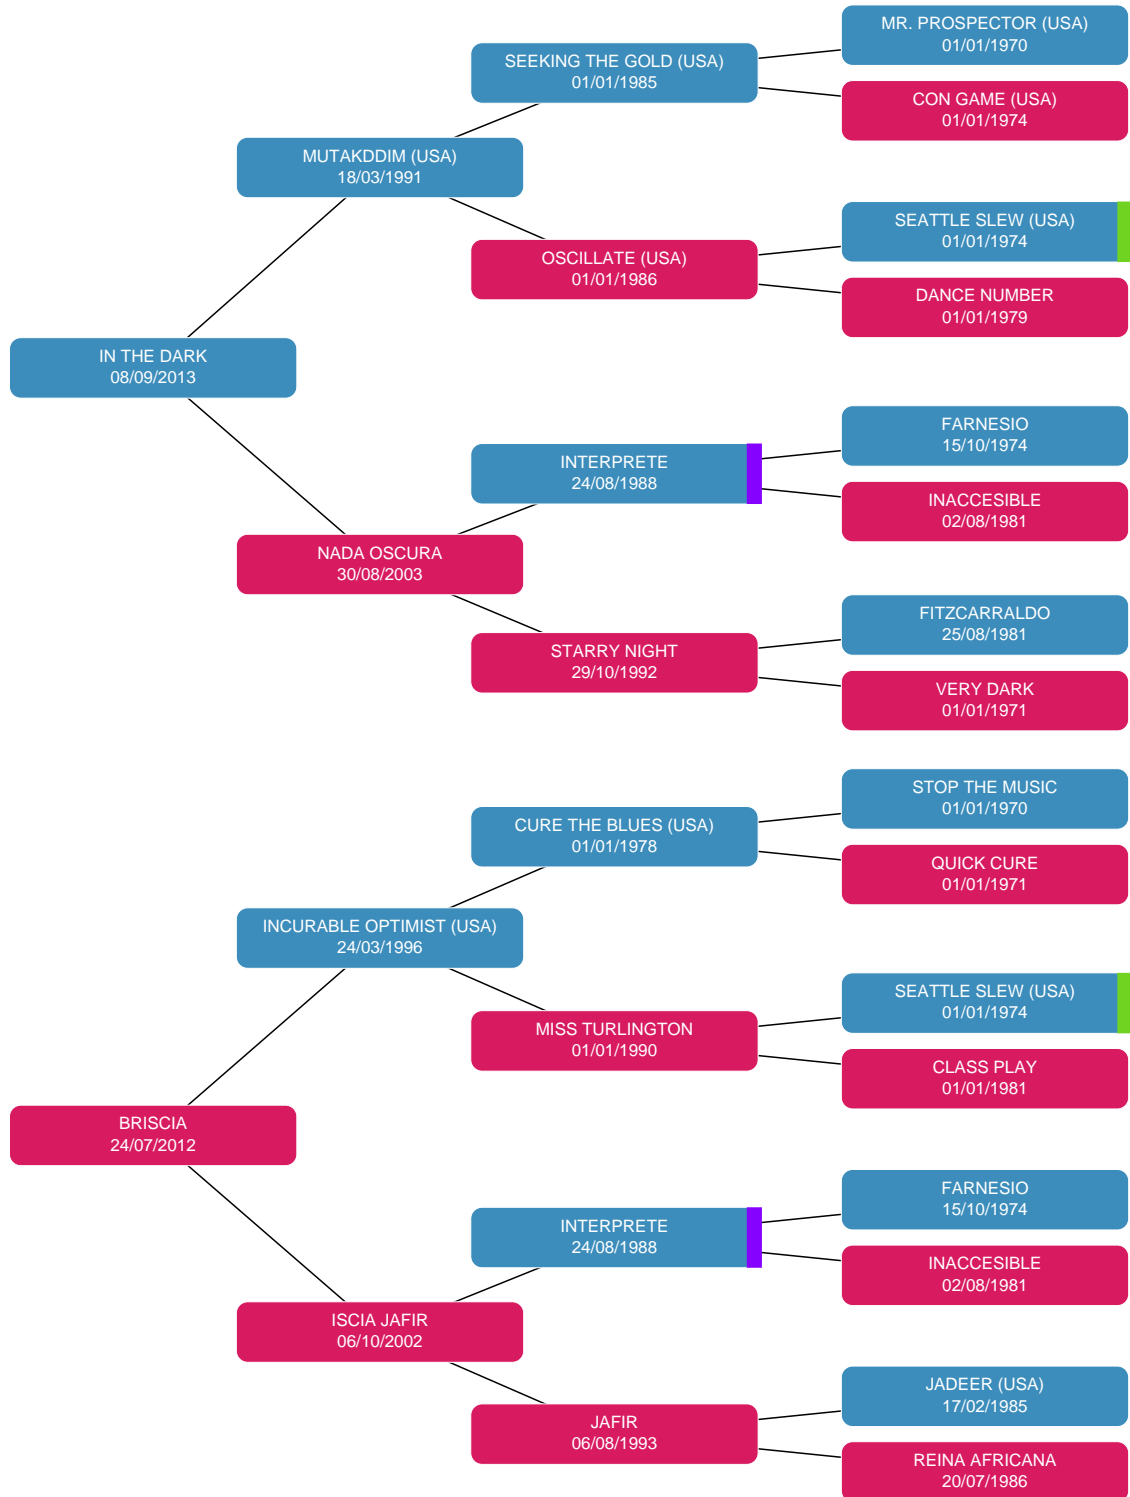 MR. PROSPECTOR (USA)
01/01/1970
SEEKING THE GOLD (USA)
01/01/1985
CON GAME (USA)
01/01/1974
MUTAKDDIM (USA)
18/03/1991
SEATTLE SLEW (USA)
01/01/1974
OSCILLATE (USA)
01/01/1986
DANCE NUMBER
01/01/1979
IN THE DARK
08/09/2013
FARNESIO
15/10/1974
INTERPRETE
24/08/1988
INACCESIBLE
02/08/1981
NADA OSCURA
30/08/2003
FITZCARRALDO
25/08/1981
STARRY NIGHT
29/10/1992
VERY DARK
01/01/1971
STOP THE MUSIC
01/01/1970
CURE THE BLUES (USA)
01/01/1978
QUICK CURE
01/01/1971
INCURABLE OPTIMIST (USA)
24/03/1996
SEATTLE SLEW (USA)
01/01/1974
MISS TURLINGTON
01/01/1990
CLASS PLAY
01/01/1981
BRISCIA
24/07/2012
FARNESIO
15/10/1974
INTERPRETE
24/08/1988
INACCESIBLE
02/08/1981
ISCIA JAFIR
06/10/2002
JADEER (USA)
17/02/1985
JAFIR
06/08/1993
REINA AFRICANA
20/07/1986